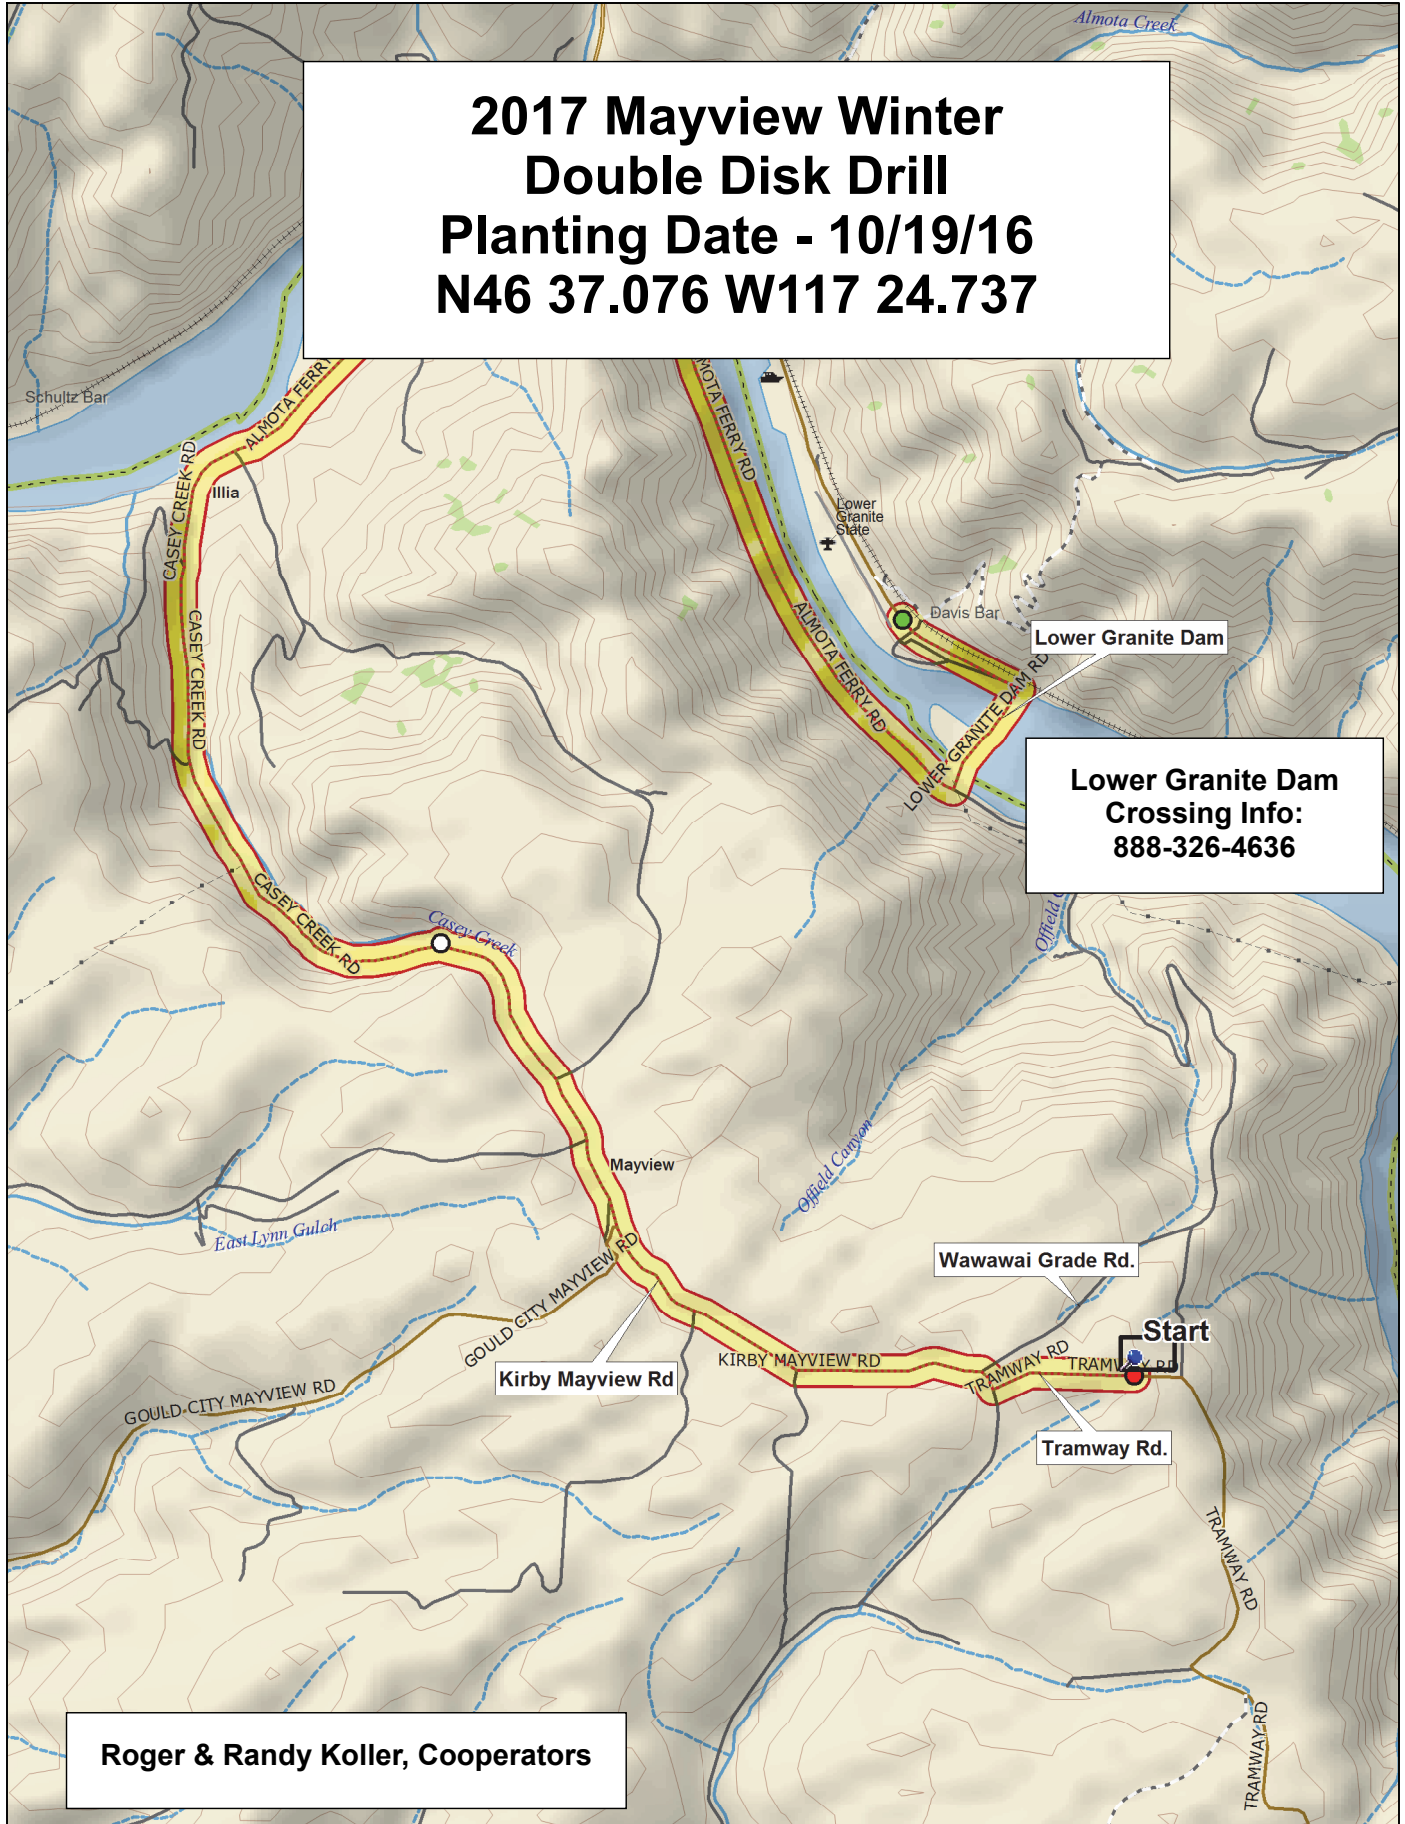 Almota Creek
2017 Mayview Winter
Double Disk Drill
Planting Date - 10/19/16
N46 37.076 W117 24.737
Schultz Bar
ALMOTA FERRY
MOTA FERRY RD
CASEY CREEK RD
Illia
Lower
Granite
State
Davis Bar
Lower Granite Dam
CASEY CREEK RD
ALMOTA FERRY RD
LOWER GRANITE DAM RD
Lower Granite Dam
Crossing Info:
888-326-4636
CASEY CREEK RD
Casey Creek
Offield C
Mayview
Offield Canyon
East Lynn Gulch
Wawawai Grade Rd.
GOULD CITY MAYVIEW RD
Start
KIRBY MAYVIEW RD
TRAMWAY RD
TRAMWAY RD
Kirby Mayview Rd
GOULD CITY MAYVIEW RD
Tramway Rd.
TRAMWAY RD
TRAMWAY RD
Roger & Randy Koller, Cooperators